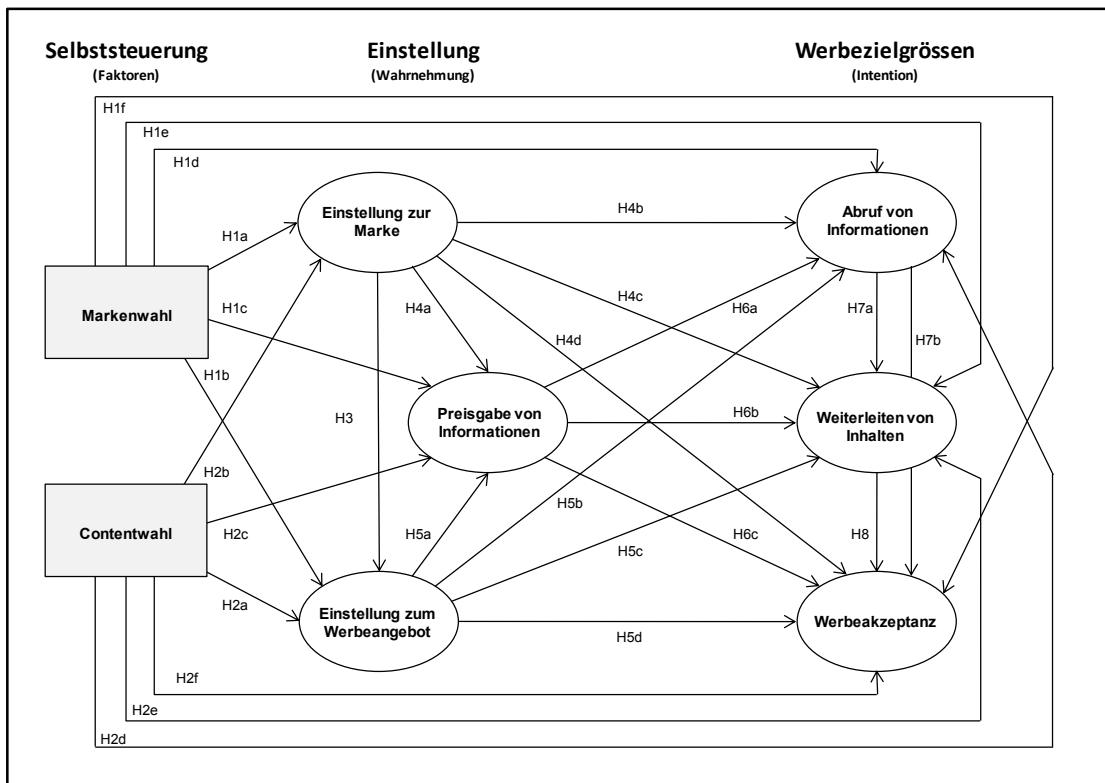 Selbststeuerung
(Faktoren)
Einstellung
(Wahrnehmung)
Werbezielgrössen
(Intention)
H1f
H1e
H1d
Einstellung zur
Marke
H4b
Abruf von
Informationen
H1a
Markenwahl
H1c
H4a
H4c
H6a
H7a
H4d
H7b
H1b
Preisgabe von
Informationen
H3
H6b
Weiterleiten von
Inhalten
H2b
Contentwahl
H2c
H5a
H5b
H5c
H6c
H8
H2a
Einstellung zum
Werbeangebot
H5d
Werbeakzeptanz
H2f
H2e
H2d